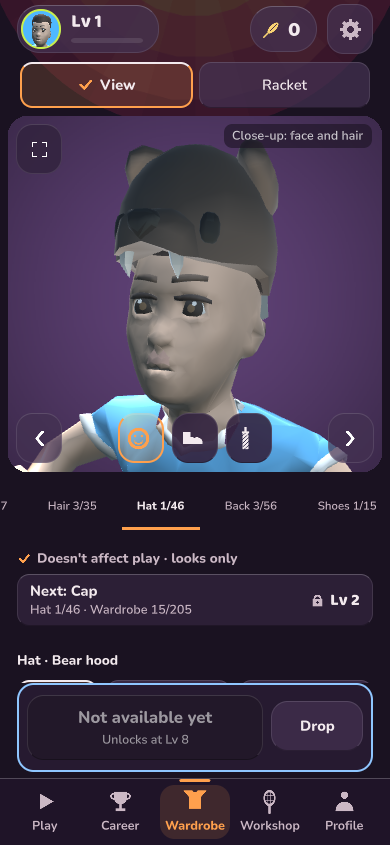 Lv 1
0
View
Racket
Close-up: face and hair
7
Hair 3/35
Hat 1/46
Back 3/56
Shoes 1/15
Doesn't affect play · looks only
Next: Cap
Hat 1/46 · Wardrobe 15/205
Lv 2
Hat · Bear hood
Not available yet
Unlocks at Lv 8
Drop
Play
Career
Wardrobe
Workshop
Profile